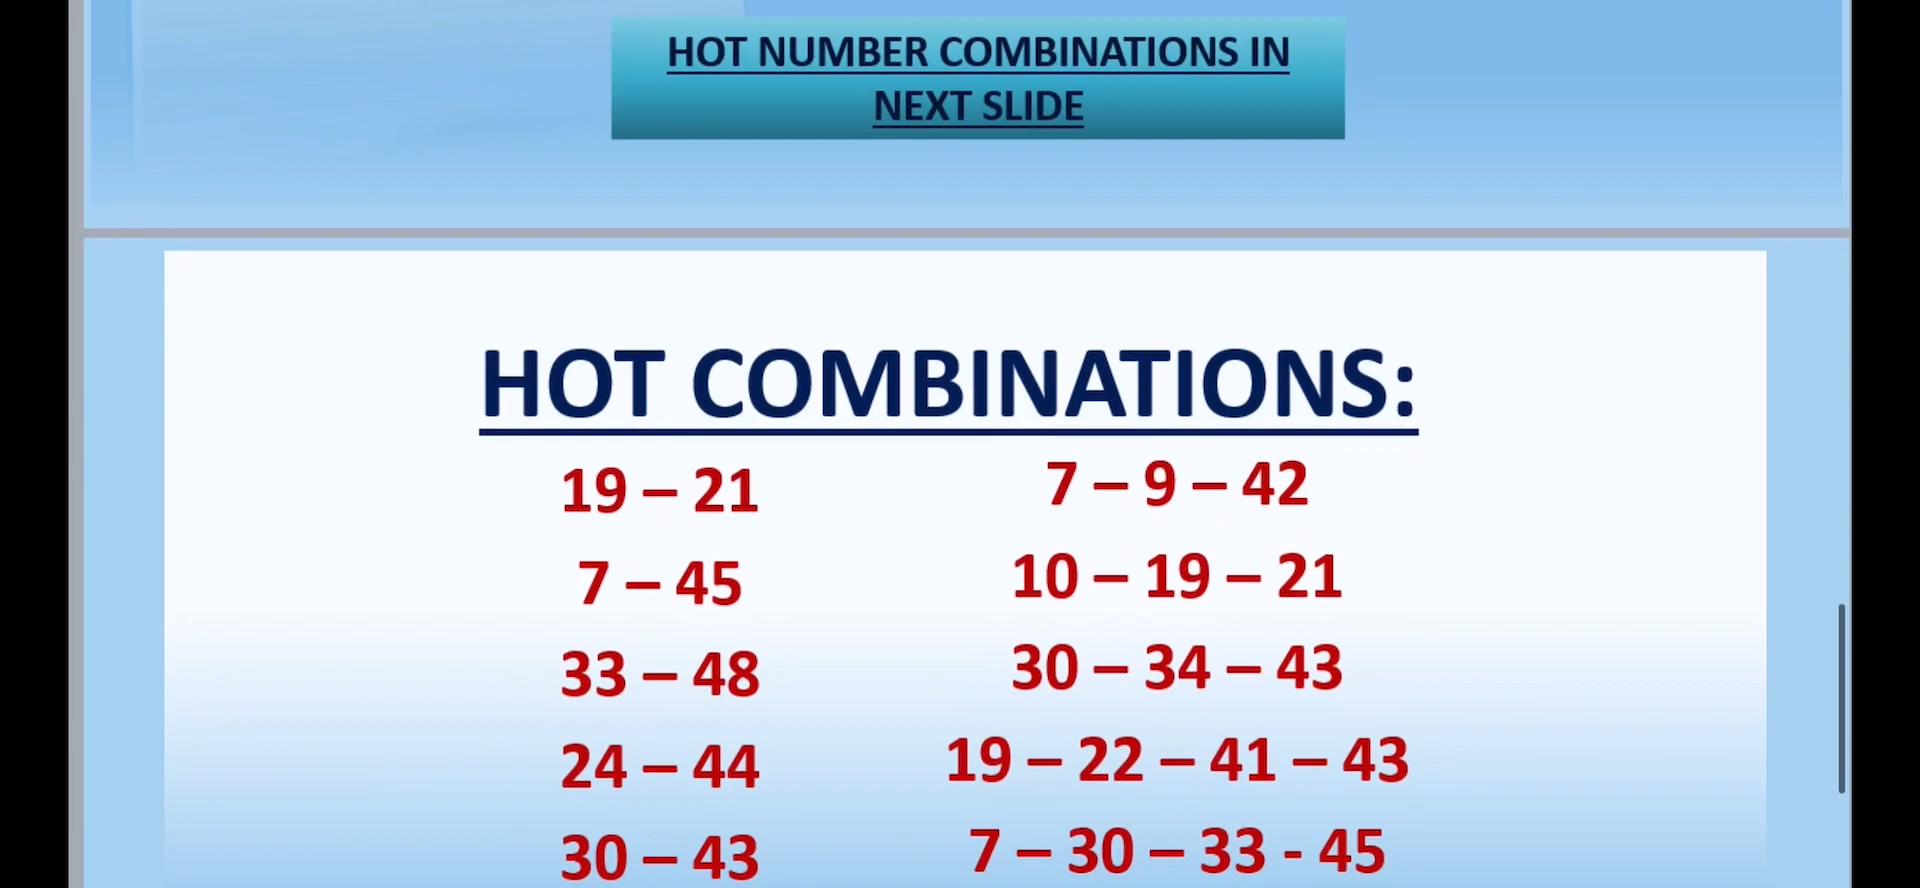 HOT NUMBER COMBINATIONS IN
NEXT SLIDE
HOT COMBINATIONS:
19 – 21
7 – 45
33 – 48
24 – 44
30 – 43
7 – 9 – 42
10 – 19 – 21
30 – 34 – 43
19 – 22 – 41 – 43
7 – 30 – 33 - 45